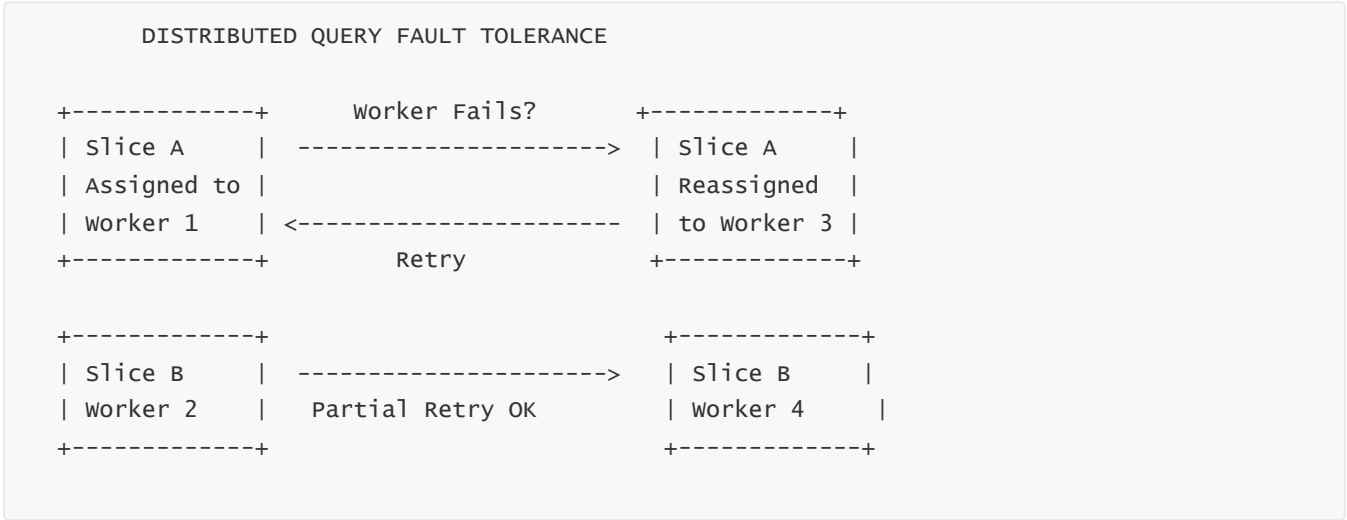 DISTRIBUTED QUERY FAULT TOLERANCE
+-------------+      Worker Fails?       +-------------+
| Slice A     |  ---------------------->  | Slice A     |
| Assigned to |                           | Reassigned  |
| Worker 1    | <------------------------  | to Worker 3 |
+-------------+         Retry             +-------------+
+-------------+                            +-------------+
| Slice B     |  ---------------------->   | Slice B     |
| Worker 2    |   Partial Retry OK         | Worker 4     |
+-------------+                            +-------------+